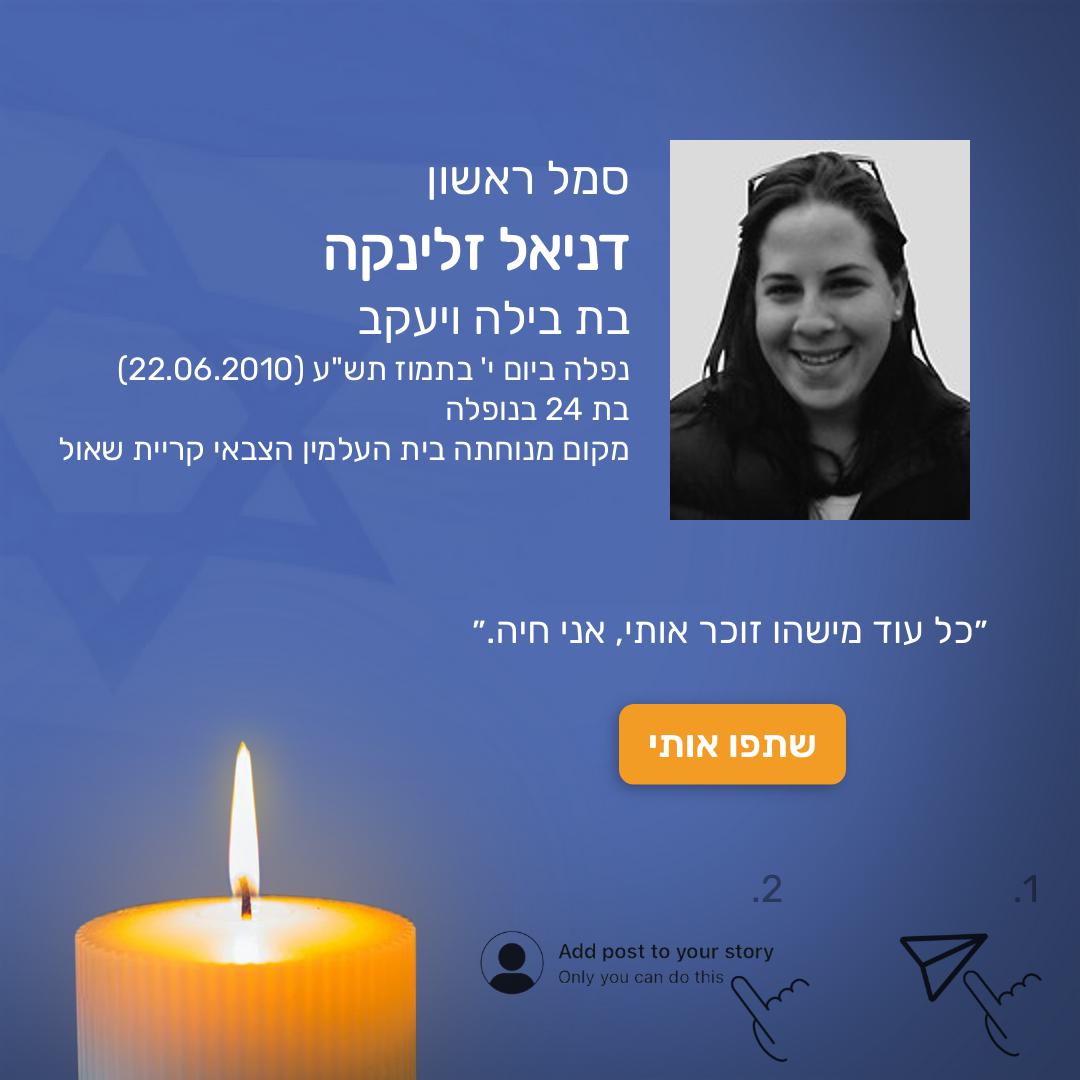 סמל ראשון
דניאל זלינקה
בת בילה ויעקב
נפלה ביום י' בתמוז תש"ע (22.06.2010)
בת 24 בנופלה
מקום מנוחתה בית העלמין הצבאי קריית שאול
״כל עוד מישהו זוכר אותי, אני חיה.״
שתפו אותי
.1
.2
Add post to your story
Only you can do this